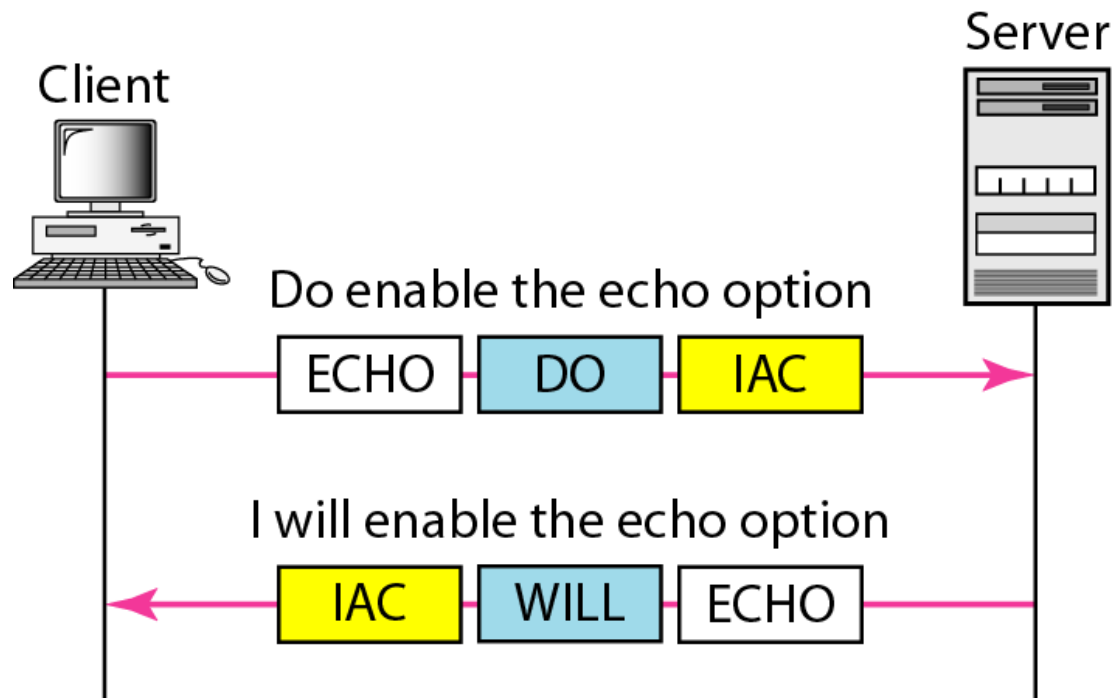 Server
Client
Do enable the echo option
ECHO DO IAC
I will enable the echo option
IAC WILL ECHO